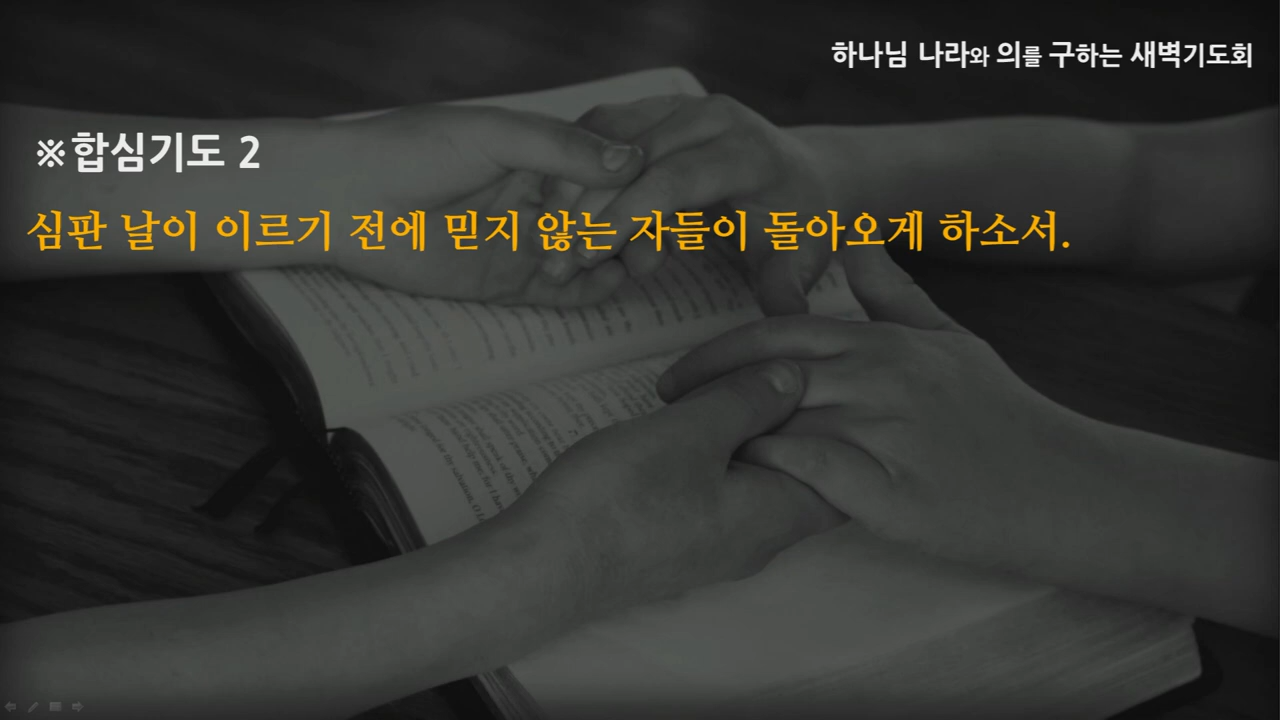 하나님 나라와 의를 구하는 새벽기도회
※합심기도 2
심판 날이 이르기 전에 믿지 않는 자들이 돌아오게 하소서.